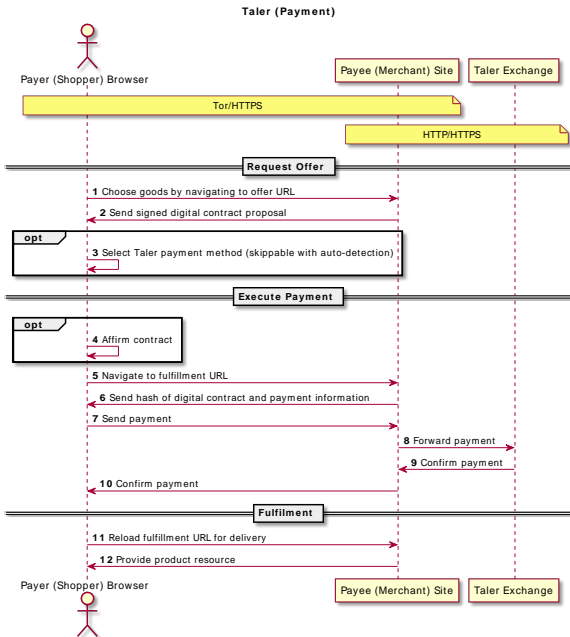 Taler (Payment)
Payer (Shopper) Browser
Payee (Merchant) Site
Taler Exchange
Tor/HTTPS
HTTP/HTTPS
Request Offer
1 Choose goods by navigating to offer URL
2 Send signed digital contract proposal
opt
3 Select Taler payment method (skippable with auto-detection)
Execute Payment
opt
4 Affirm contract
5 Navigate to fulfillment URL
6 Send hash of digital contract and payment information
7 Send payment
8 Forward payment
9 Confirm payment
10 Confirm payment
Fulfilment
11 Reload fulfillment URL for delivery
12 Provide product resource
Payer (Shopper) Browser
Payee (Merchant) Site
Taler Exchange